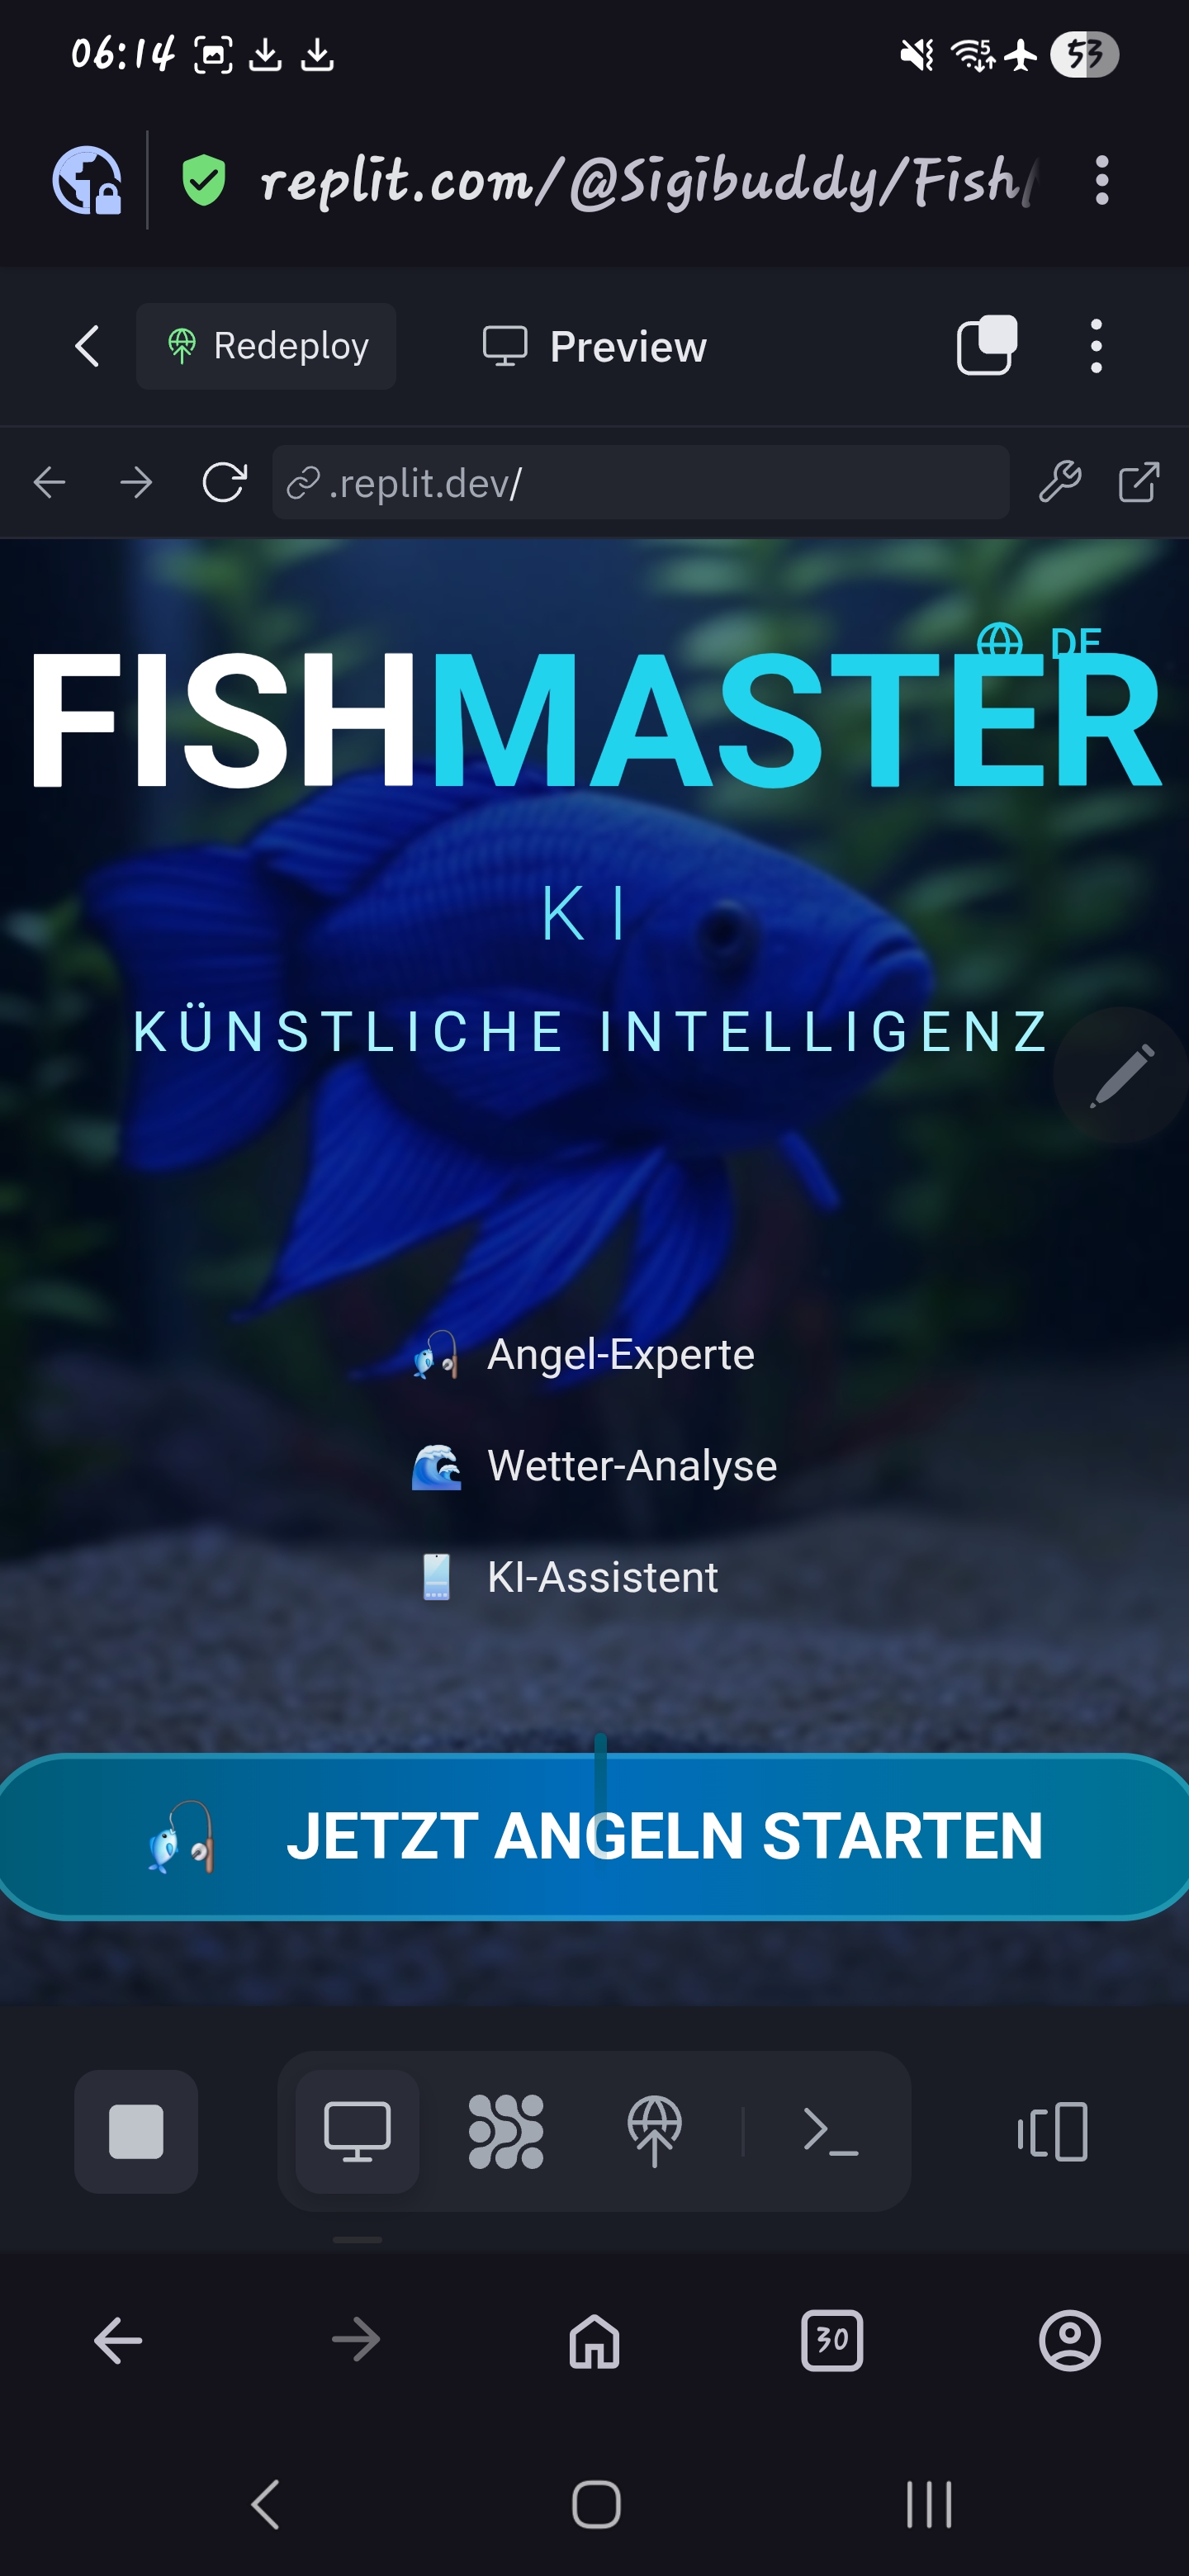 06:14
53
replit.com/@Sigibuddy/Fish/
Redeploy
Preview
.replit.dev/
DE
FISHMASTER
KI
KÜNSTLICHE INTELLIGENZ
Angel-Experte
Wetter-Analyse
KI-Assistent
JETZT ANGELN STARTEN
30